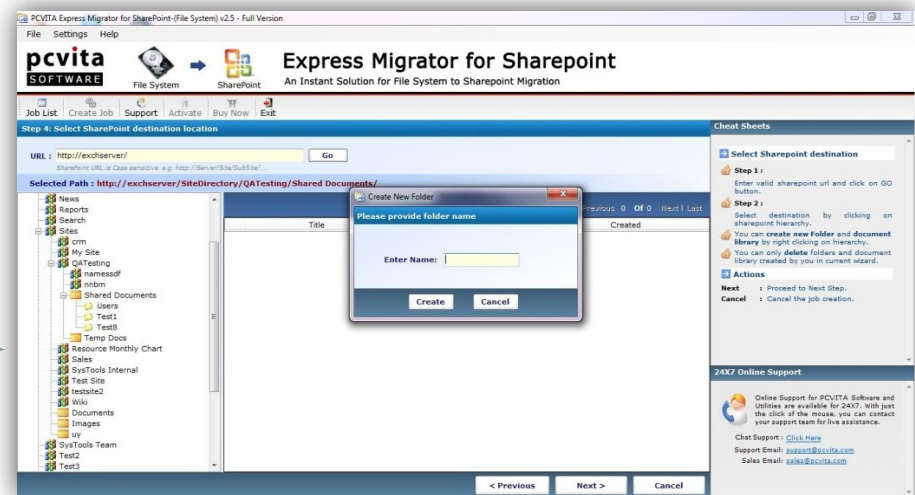 PCVITA Express Migrator for SharePoint-(File System) v2.5 - Full Version
File Settings Help
pcvita
SOFTWARE
File System
SharePoint
Express Migrator for Sharepoint
An Instant Solution for File System to Sharepoint Migration
Job List Create Job Support Activate Buy Now Exit
Step 4: Select SharePoint destination location
URL : http://exchserver/ Go
SharePoint URL is Case sensitive. e.g. http://Server/Site/SubSite/...
Selected Path : http://exchserver/SiteDirectory/QATesting/Shared Documents/
News
Reports
Search
Sites
crm
My Site
QATesting
namessdf
nnbm
Shared Documents
Users
Test1
Test8
Temp Docs
Resource Monthly Chart
Sales
SysTools Internal
Test Site
testsite2
Wiki
Documents
Images
uy
SysTools Team
Test2
Test3
Previous 0 Of 0 Next | Last
Title Created
Create New Folder
Please provide folder name
Enter Name:
Create Cancel
< Previous Next > Cancel
Cheat Sheets
Select Sharepoint destination
Step 1 :
Enter valid sharepoint url and click on GO
button.
Step 2 :
Select destination by clicking on
sharepoint hierarchy.
You can create new Folder and document
library by right clicking on hierarchy.
You can only delete folders and document
library created by you in current wizard.
Actions
Next : Proceed to Next Step.
Cancel : Cancel the job creation.
24X7 Online Support
Online Support for PCVITA Software and
Utilities are available for 24X7. With just
the click of the mouse, you can contact
your support team for live assistance.
Chat Support : Click Here
Support Email: support@pcvita.com
Sales Email: sales@pcvita.com